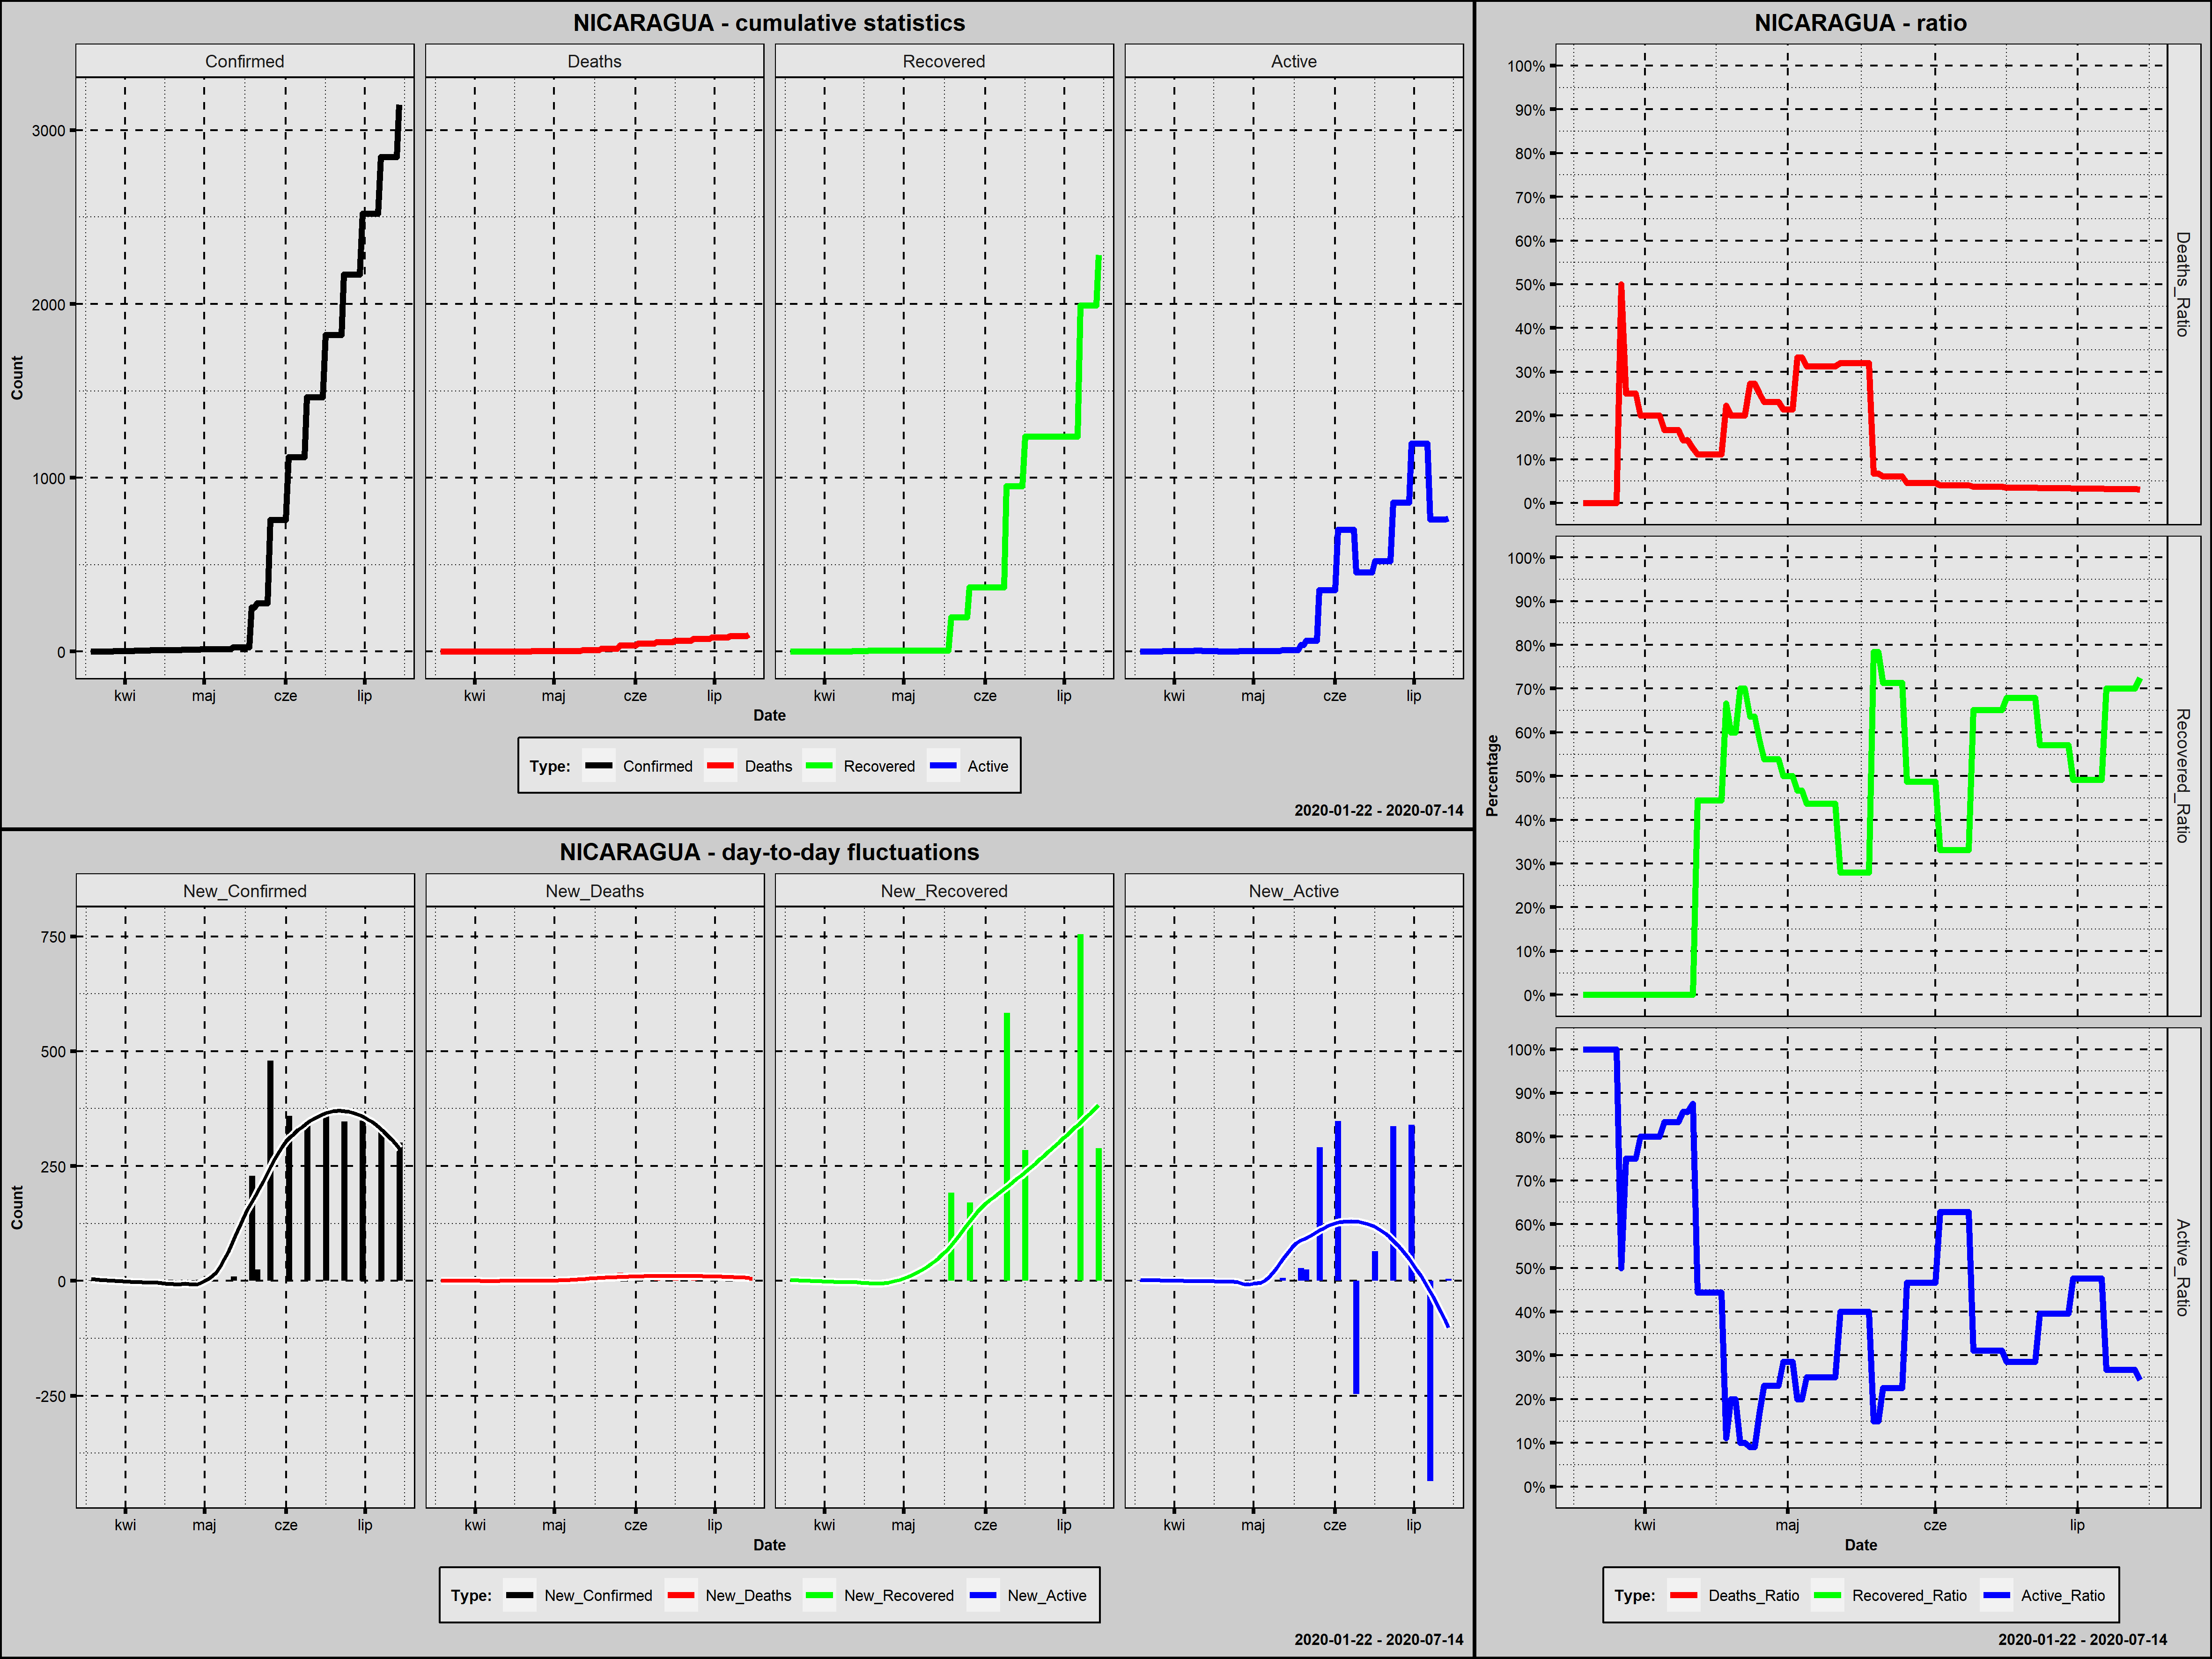 NICARAGUA - cumulative statistics
Confirmed Deaths Recovered Active
3000
2000
1000
0
Count
kwi maj cze lip kwi maj cze lip kwi maj cze lip kwi maj cze lip
Date
Type: Confirmed Deaths Recovered Active
2020-01-22 - 2020-07-14
NICARAGUA - day-to-day fluctuations
New_Confirmed New_Deaths New_Recovered New_Active
750
500
250
0
-250
Count
kwi maj cze lip kwi maj cze lip kwi maj cze lip kwi maj cze lip
Date
Type: New_Confirmed New_Deaths New_Recovered New_Active
2020-01-22 - 2020-07-14
NICARAGUA - ratio
100%
90%
80%
70%
60%
50%
40%
30%
20%
10%
0%
Deaths_Ratio
100%
90%
80%
70%
60%
50%
40%
30%
20%
10%
0%
Recovered_Ratio
100%
90%
80%
70%
60%
50%
40%
30%
20%
10%
0%
Active_Ratio
Percentage
kwi maj cze lip
Date
Type: Deaths_Ratio Recovered_Ratio Active_Ratio
2020-01-22 - 2020-07-14